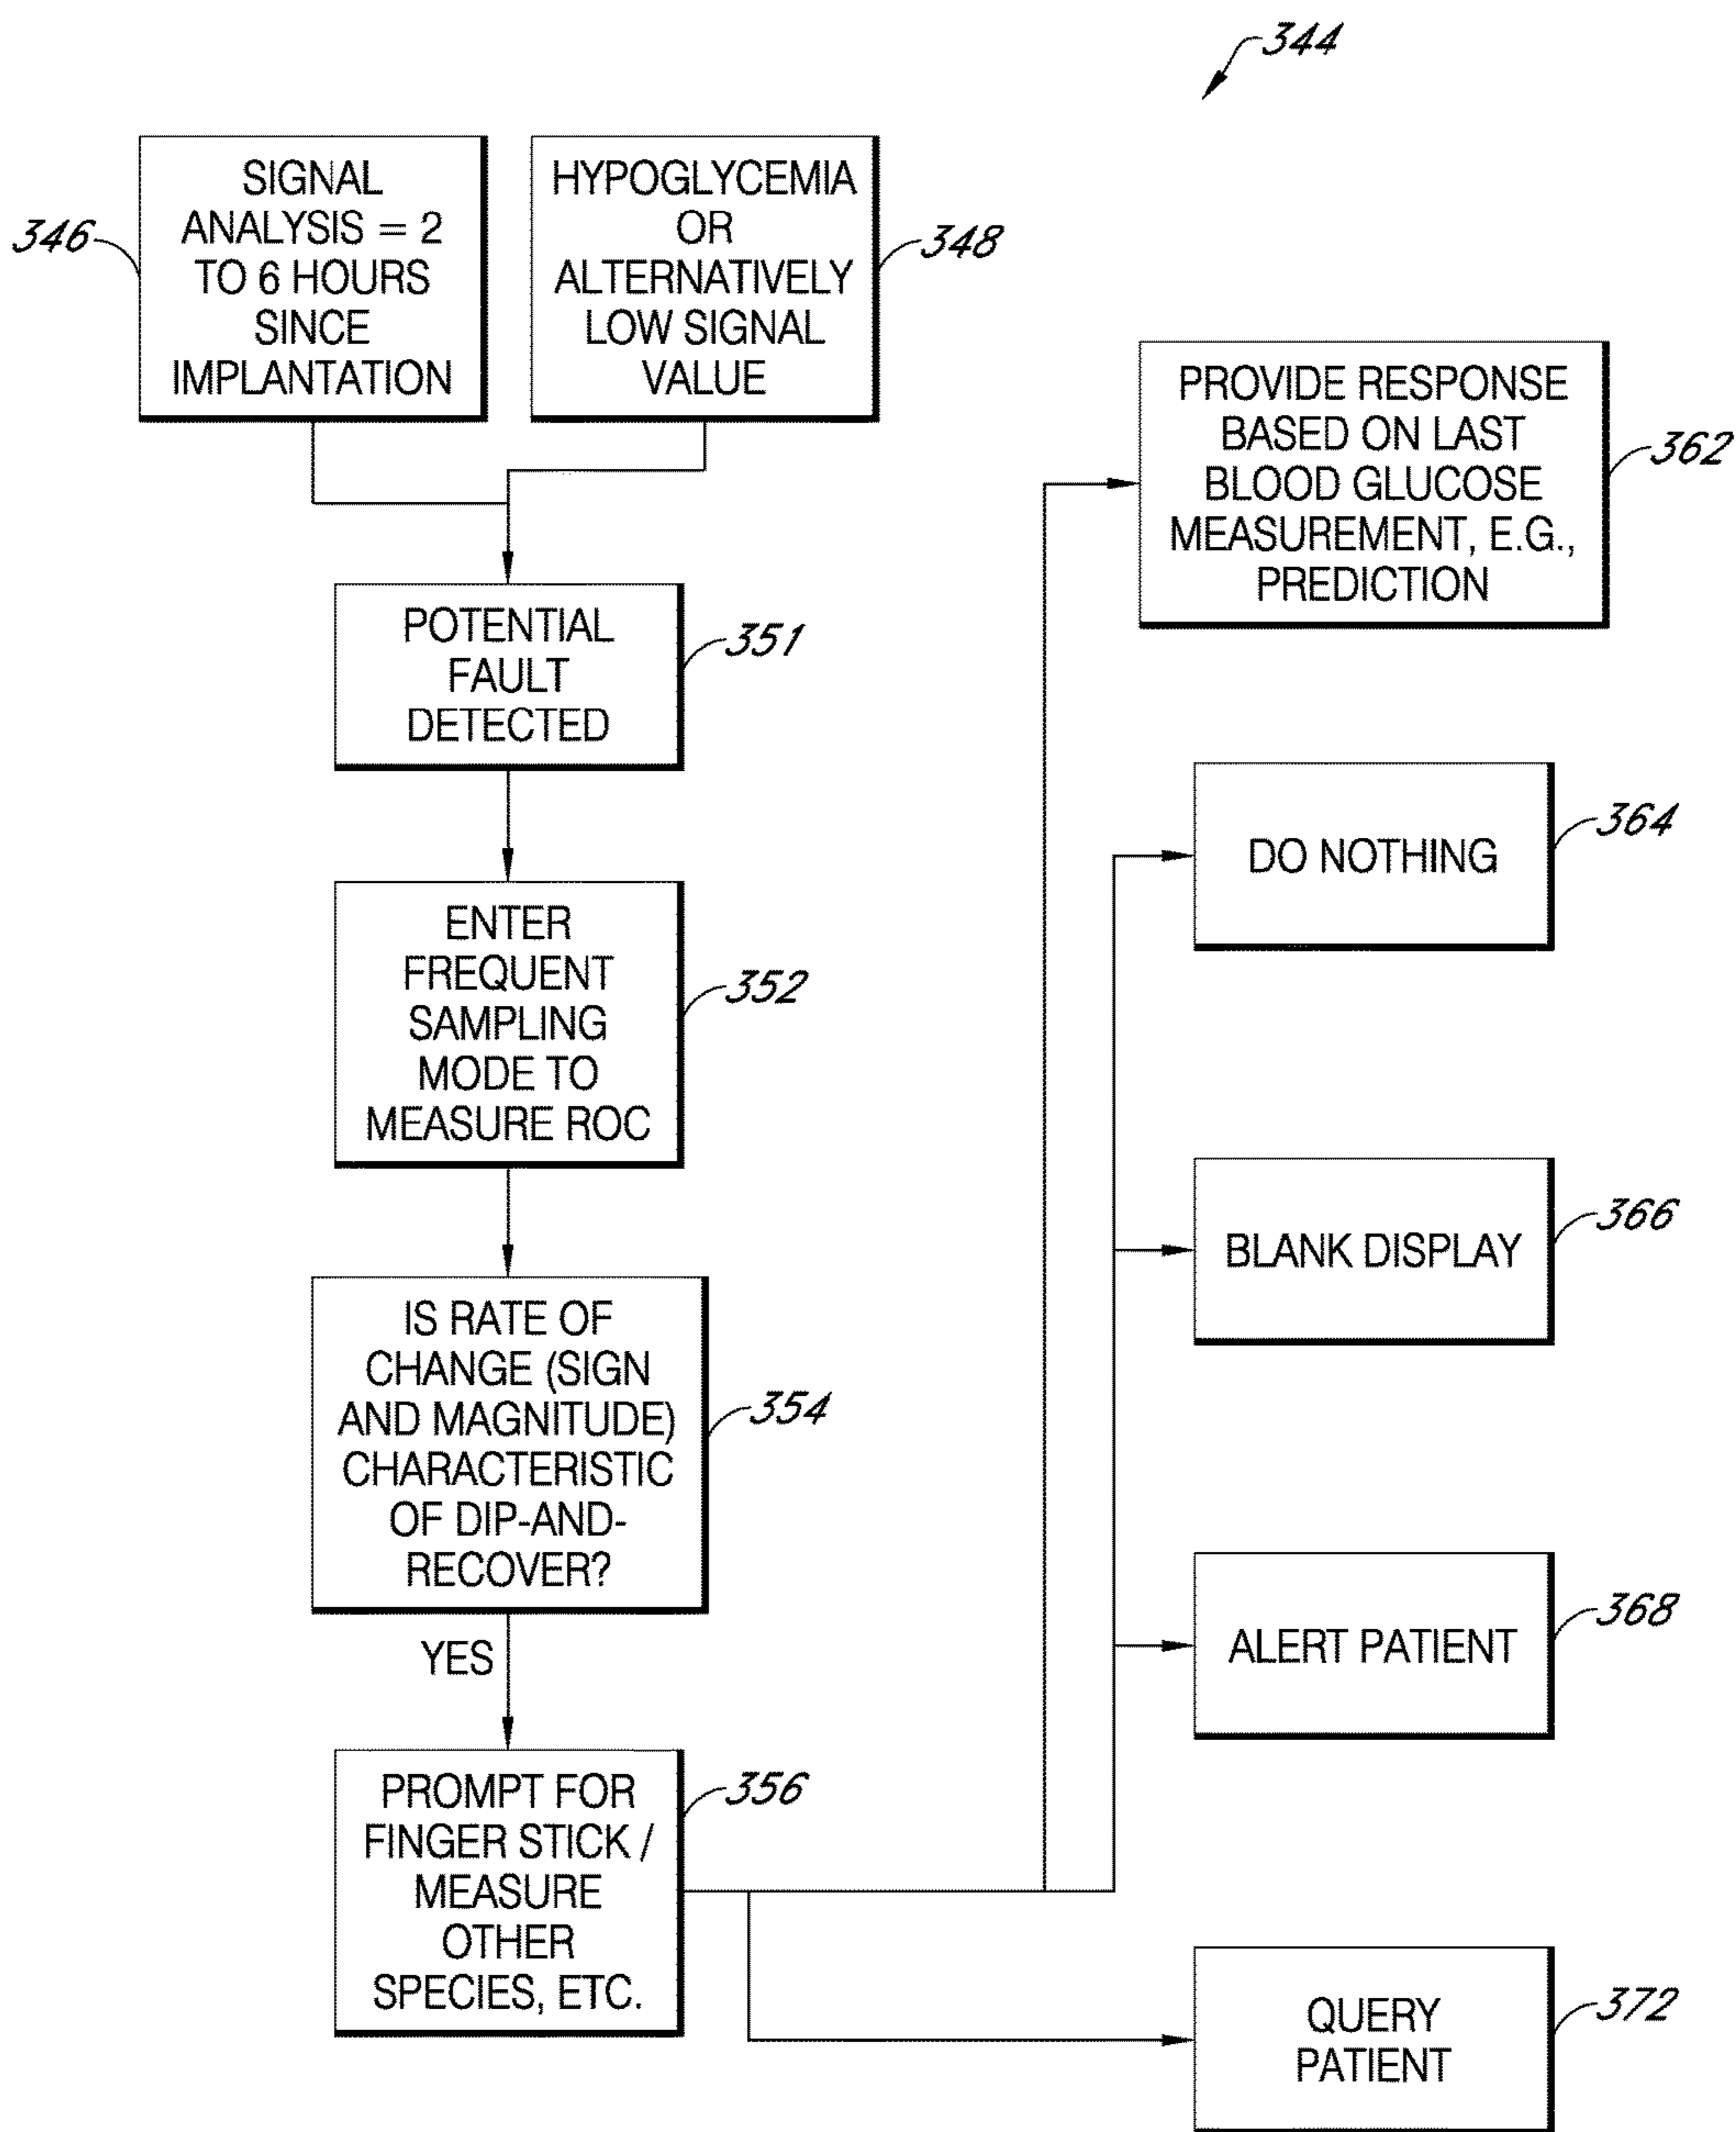 344
346
SIGNAL
ANALYSIS = 2
TO 6 HOURS
SINCE
IMPLANTATION
HYPOGLYCEMIA
OR
ALTERNATIVELY
LOW SIGNAL
VALUE
348
POTENTIAL
FAULT
DETECTED
351
ENTER
FREQUENT
SAMPLING
MODE TO
MEASURE ROC
352
IS RATE OF
CHANGE (SIGN
AND MAGNITUDE)
CHARACTERISTIC
OF DIP-AND-
RECOVER?
354
YES
PROMPT FOR
FINGER STICK /
MEASURE
OTHER
SPECIES, ETC.
356
PROVIDE RESPONSE
BASED ON LAST
BLOOD GLUCOSE
MEASUREMENT, E.G.,
PREDICTION
362
DO NOTHING
364
BLANK DISPLAY
366
ALERT PATIENT
368
QUERY
PATIENT
372